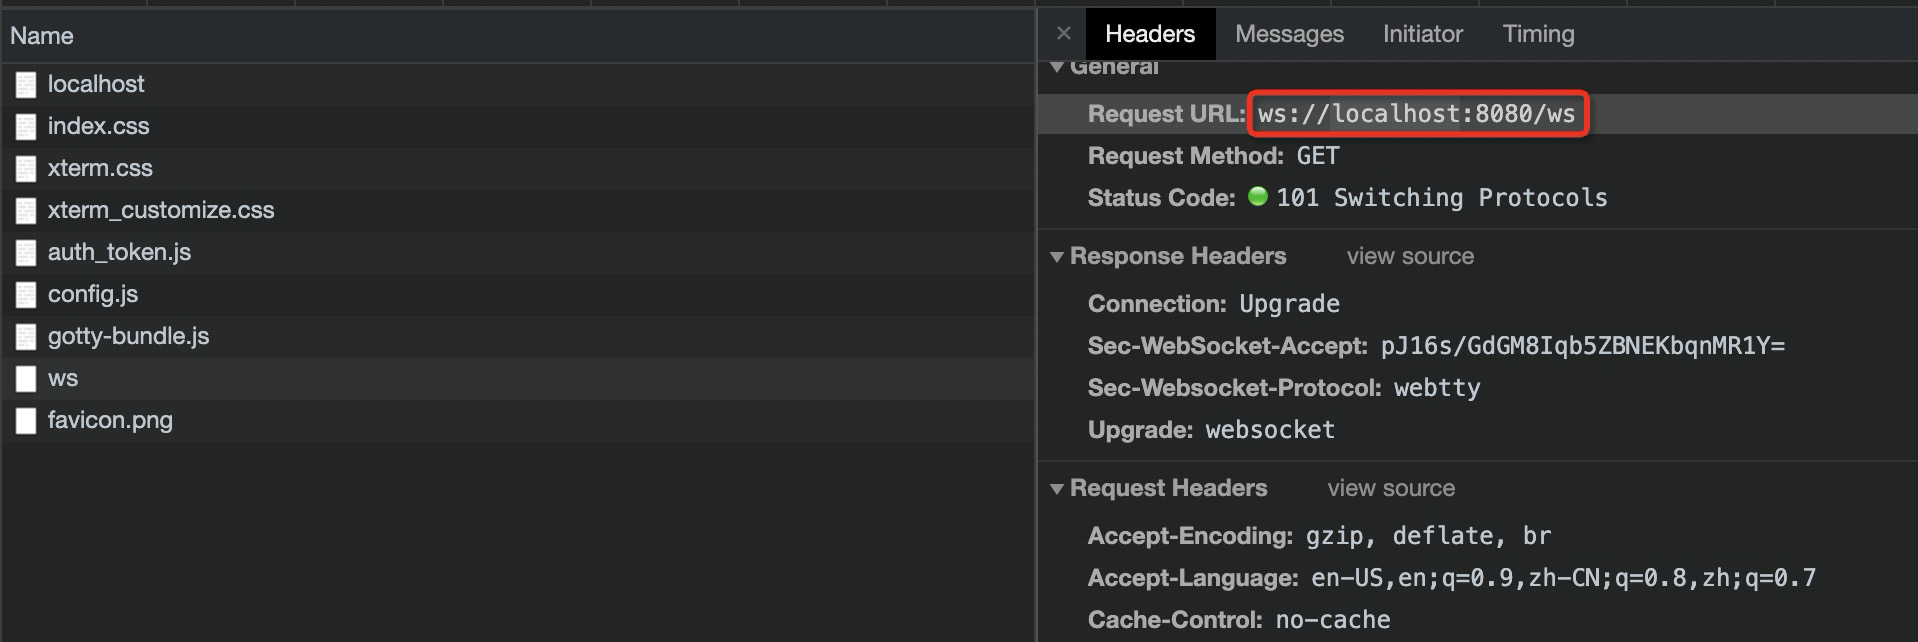 Name
localhost
index.css
xterm.css
xterm_customize.css
auth_token.js
config.js
gotty-bundle.js
ws
favicon.png
× Headers Messages Initiator Timing
General
Request URL: ws://localhost:8080/ws
Request Method: GET
Status Code: 101 Switching Protocols
Response Headers view source
Connection: Upgrade
Sec-WebSocket-Accept: pJ16s/GdGM8Iqb5ZBNEKbqnMR1Y=
Sec-Websocket-Protocol: webtty
Upgrade: websocket
Request Headers view source
Accept-Encoding: gzip, deflate, br
Accept-Language: en-US,en;q=0.9,zh-CN;q=0.8,zh;q=0.7
Cache-Control: no-cache